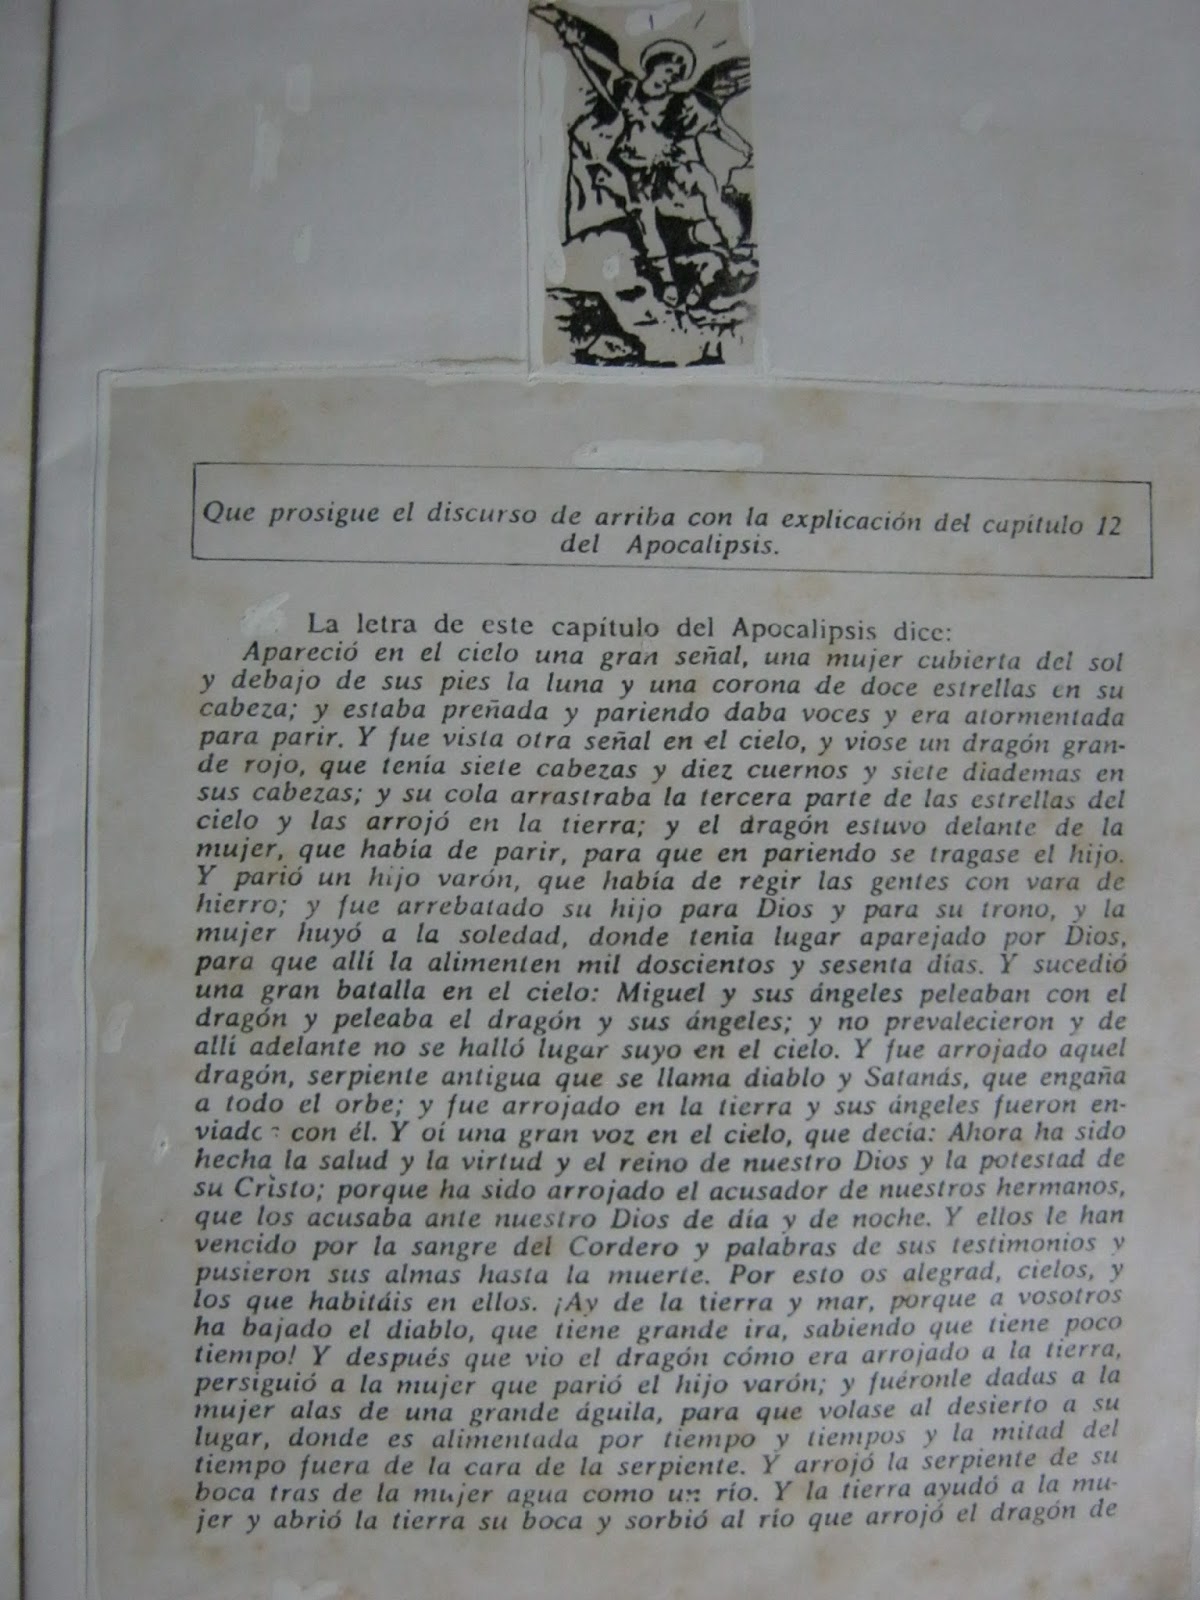 Que prosigue el discurso de arriba con la explicación del capítulo 12
del Apocalipsis.
La letra de este capítulo del Apocalipsis dice:
Apareció en el cielo una gran señal, una mujer cubierta del sol
y debajo de sus pies la luna y una corona de doce estrellas en su
cabeza; y estaba preñada y pariendo daba voces y era atormentada
para parir. Y fue vista otra señal en el cielo, y viose un dragón gran-
de rojo, que tenía siete cabezas y diez cuernos y siete diademas en
sus cabezas; y su cola arrastraba la tercera parte de las estrellas del
cielo y las arrojó en la tierra; y el dragón estuvo delante de la
mujer, que había de parir, para que en pariendo se tragase el hijo.
Y parió un hijo varón, que había de regir las gentes con vara de
hierro; y fue arrebatado su hijo para Dios y para su trono, y la
mujer huyó a la soledad, donde tenía lugar aparejado por Dios,
para que allí la alimenten mil doscientos y sesenta días. Y sucedió
una gran batalla en el cielo: Miguel y sus ángeles peleaban con el
dragón y peleaba el dragón y sus ángeles; y no prevalecieron y de
allí adelante no se halló lugar suyo en el cielo. Y fue arrojado aquel
dragón, serpiente antigua que se llama diablo y Satanás, que engaña
a todo el orbe; y fue arrojado en la tierra y sus ángeles fueron en-
viados con él. Y oí una gran voz en el cielo, que decía: Ahora ha sido
hecha la salud y la virtud y el reino de nuestro Dios y la potestad de
su Cristo; porque ha sido arrojado el acusador de nuestros hermanos,
que los acusaba ante nuestro Dios de día y de noche. Y ellos le han
vencido por la sangre del Cordero y palabras de sus testimonios y
pusieron sus almas hasta la muerte. Por esto os alegrad, cielos, y
los que habitáis en ellos. ¡Ay de la tierra y mar, porque a vosotros
ha bajado el diablo, que tiene grande ira, sabiendo que tiene poco
tiempo! Y después que vio el dragón cómo era arrojado a la tierra,
persiguió a la mujer que parió el hijo varón; y fuéronle dadas a la
mujer alas de una grande águila, para que volase al desierto a su
lugar, donde es alimentada por tiempo y tiempos y la mitad del
tiempo fuera de la cara de la serpiente. Y arrojó la serpiente de su
boca tras de la mujer agua como un río. Y la tierra ayudó a la mu-
jer y abrió la tierra su boca y sorbió al río que arrojó el dragón de